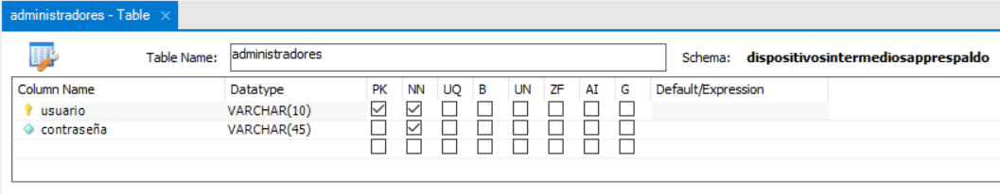 administradores - Table ×
Table Name: administradores Schema: dispositivosintermediosapprespaldo
Column Name Datatype PK NN UQ B UN ZF AI G Default/Expression
usuario VARCHAR(10)
contraseña VARCHAR(45)